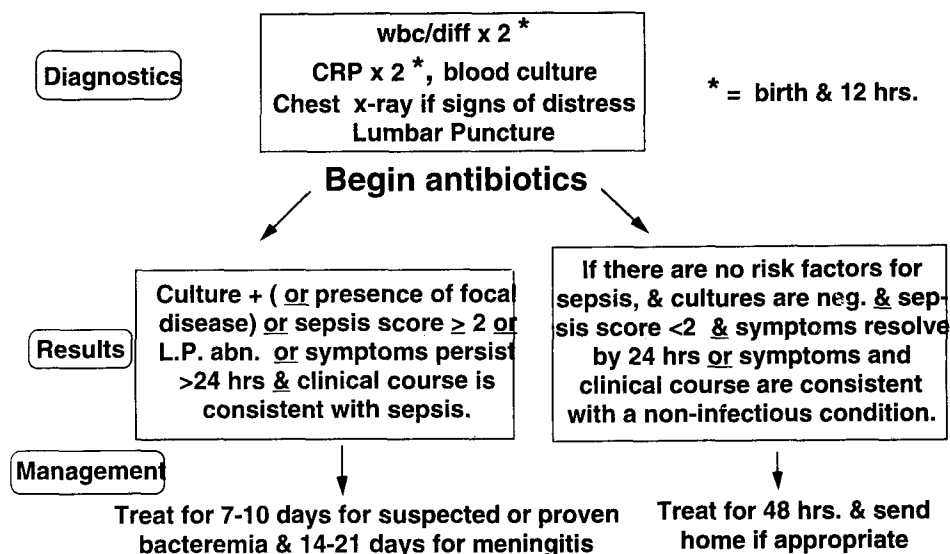 wbc/diff x 2 *
Diagnostics
CRP x 2 *, blood culture
Chest x-ray if signs of distress
Lumbar Puncture
* = birth & 12 hrs.
Begin antibiotics
Results
Culture + ( or presence of focal
disease) or sepsis score ≥ 2 or
L.P. abn. or symptoms persist
>24 hrs & clinical course is
consistent with sepsis.
If there are no risk factors for
sepsis, & cultures are neg. & sep-
sis score <2 & symptoms resolve
by 24 hrs or symptoms and
clinical course are consistent
with a non-infectious condition.
Management
Treat for 7-10 days for suspected or proven
bacteremia & 14-21 days for meningitis
Treat for 48 hrs. & send
home if appropriate